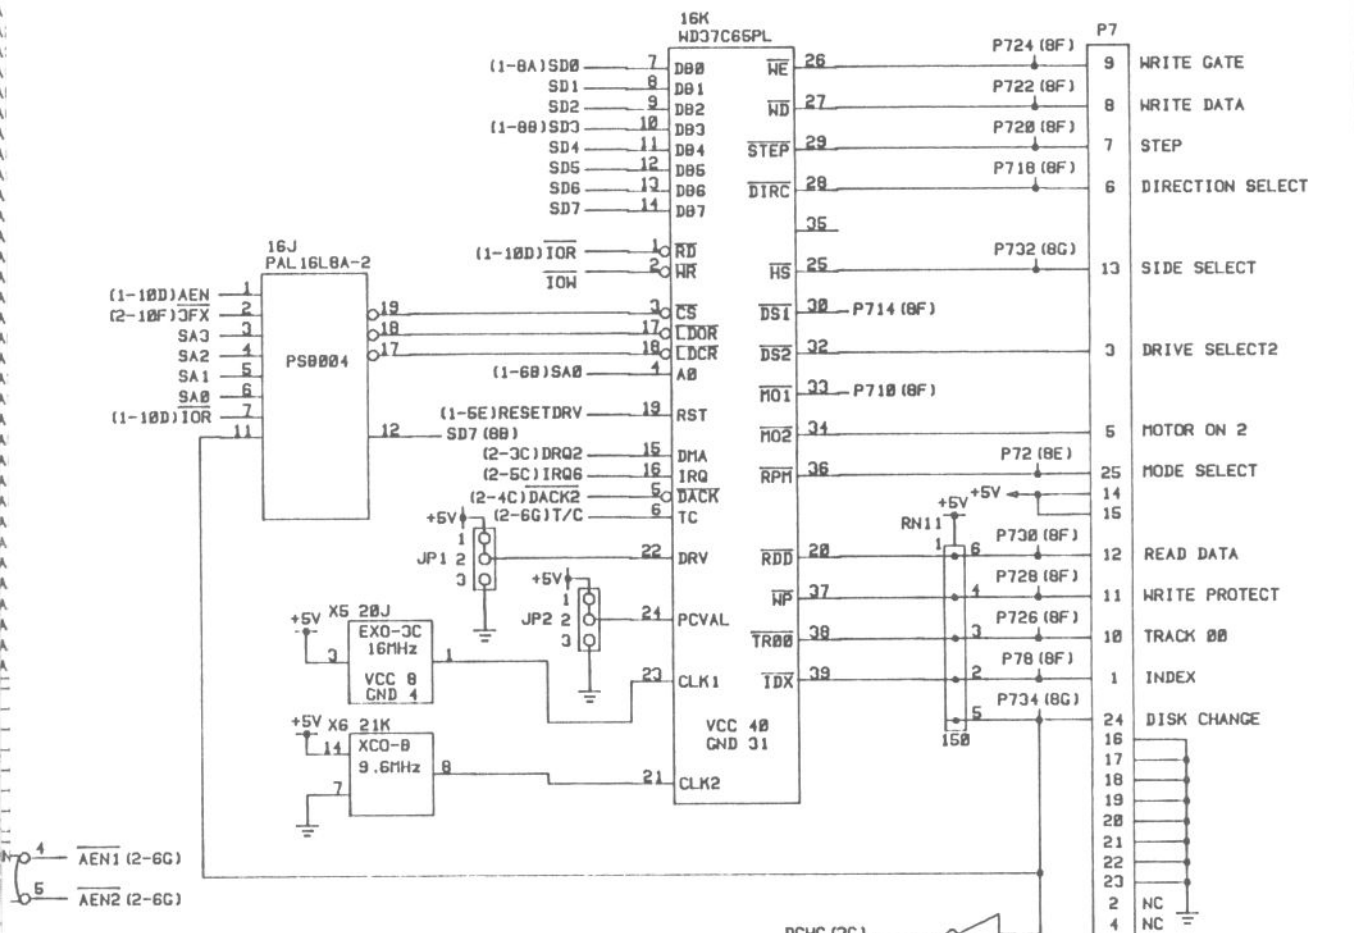 16K
WD37C65PL
P7
(1-8A)SD0 7 DB0 WE 26 P724(8F) 9 WRITE GATE
SD1 8 DB1
SD2 9 DB2 WD 27 P722(8F) 8 WRITE DATA
(1-8B)SD3 10 DB3
SD4 11 DB4 STEP 29 P720(8F) 7 STEP
SD5 12 DB5
SD6 13 DB6 DIRC 28 P718(8F) 6 DIRECTION SELECT
SD7 14 DB7
35
(1-10D)IOR 1 RD
IOW 2 WR HS 25 P732(8G) 13 SIDE SELECT
16J
PAL16L8A-2
PS8004
(1-10D)AEN 1
(2-10F)3FX 2 19 3 CS DS1 30 P714(8F)
SA3 3 18 17 LDOR
SA2 4 17 18 LDCR DS2 32 3 DRIVE SELECT2
SA1 5 (1-6B)SA0 4 A0
SA0 6 MO1 33 P710(8F)
(1-10D)IOR 7 (1-5E)RESETDRV 19 RST
11 12 SD7(8B) MO2 34 5 MOTOR ON 2
(2-3C)DRQ2 15 DMA
(2-5C)IRQ6 16 IRQ RPM 36 P72(8E) 25 MODE SELECT
(2-4C)DACK2 5 DACK +5V 14
(2-6G)T/C 6 TC 15
+5V
JP1 1 2 3 22 DRV
+5V
RN11 1
RDD 20 6 P730(8F) 12 READ DATA
+5V
JP2 1 2 3 24 PCVAL
WP 37 4 P728(8F) 11 WRITE PROTECT
TR00 38 3 P726(8F) 10 TRACK 00
IDX 39 2 P78(8F) 1 INDEX
5 P734(8G) 24 DISK CHANGE
150
+5V X5 20J
EXO-3C
16MHz
3 1 23 CLK1
VCC 8
GND 4
VCC 40
GND 31
+5V X6 21K
14 XCO-8
9.6MHz
8 21 CLK2
7
16
17
18
19
20
21
22
23
2 NC
4 NC
4 AEN1(2-6G)
5 AEN2(2-6G)